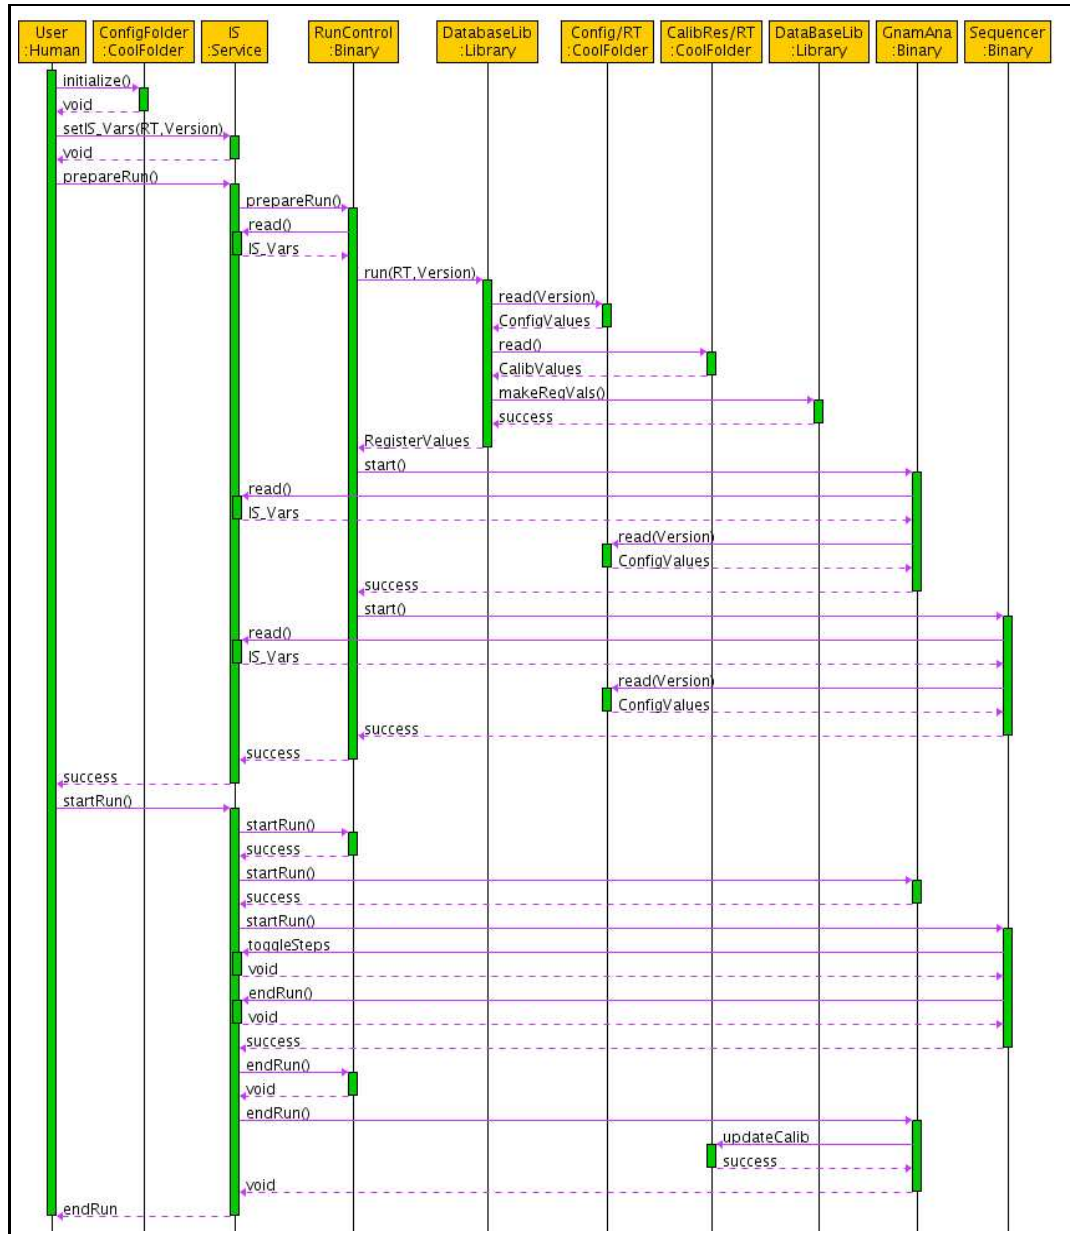 User
:Human
ConfigFolder
:CoolFolder
IS
:Service
RunControl
:Binary
DatabaseLib
:Library
Config/RT
:CoolFolder
CalibRes/RT
:CoolFolder
DataBaseLib
:Library
GnamAna
:Binary
Sequencer
:Binary
initialize()
void
setIS_Vars(RT,Version)
void
prepareRun()
prepareRun()
read()
IS_Vars
run(RT,Version)
read(Version)
ConfigValues
read()
CalibValues
makeRegVals()
success
RegisterValues
start()
read()
IS_Vars
read(Version)
ConfigValues
success
start()
read()
IS_Vars
read(Version)
ConfigValues
success
success
success
startRun()
startRun()
success
startRun()
success
startRun()
toggleSteps
void
endRun()
void
success
endRun()
void
endRun()
updateCalib
success
void
endRun